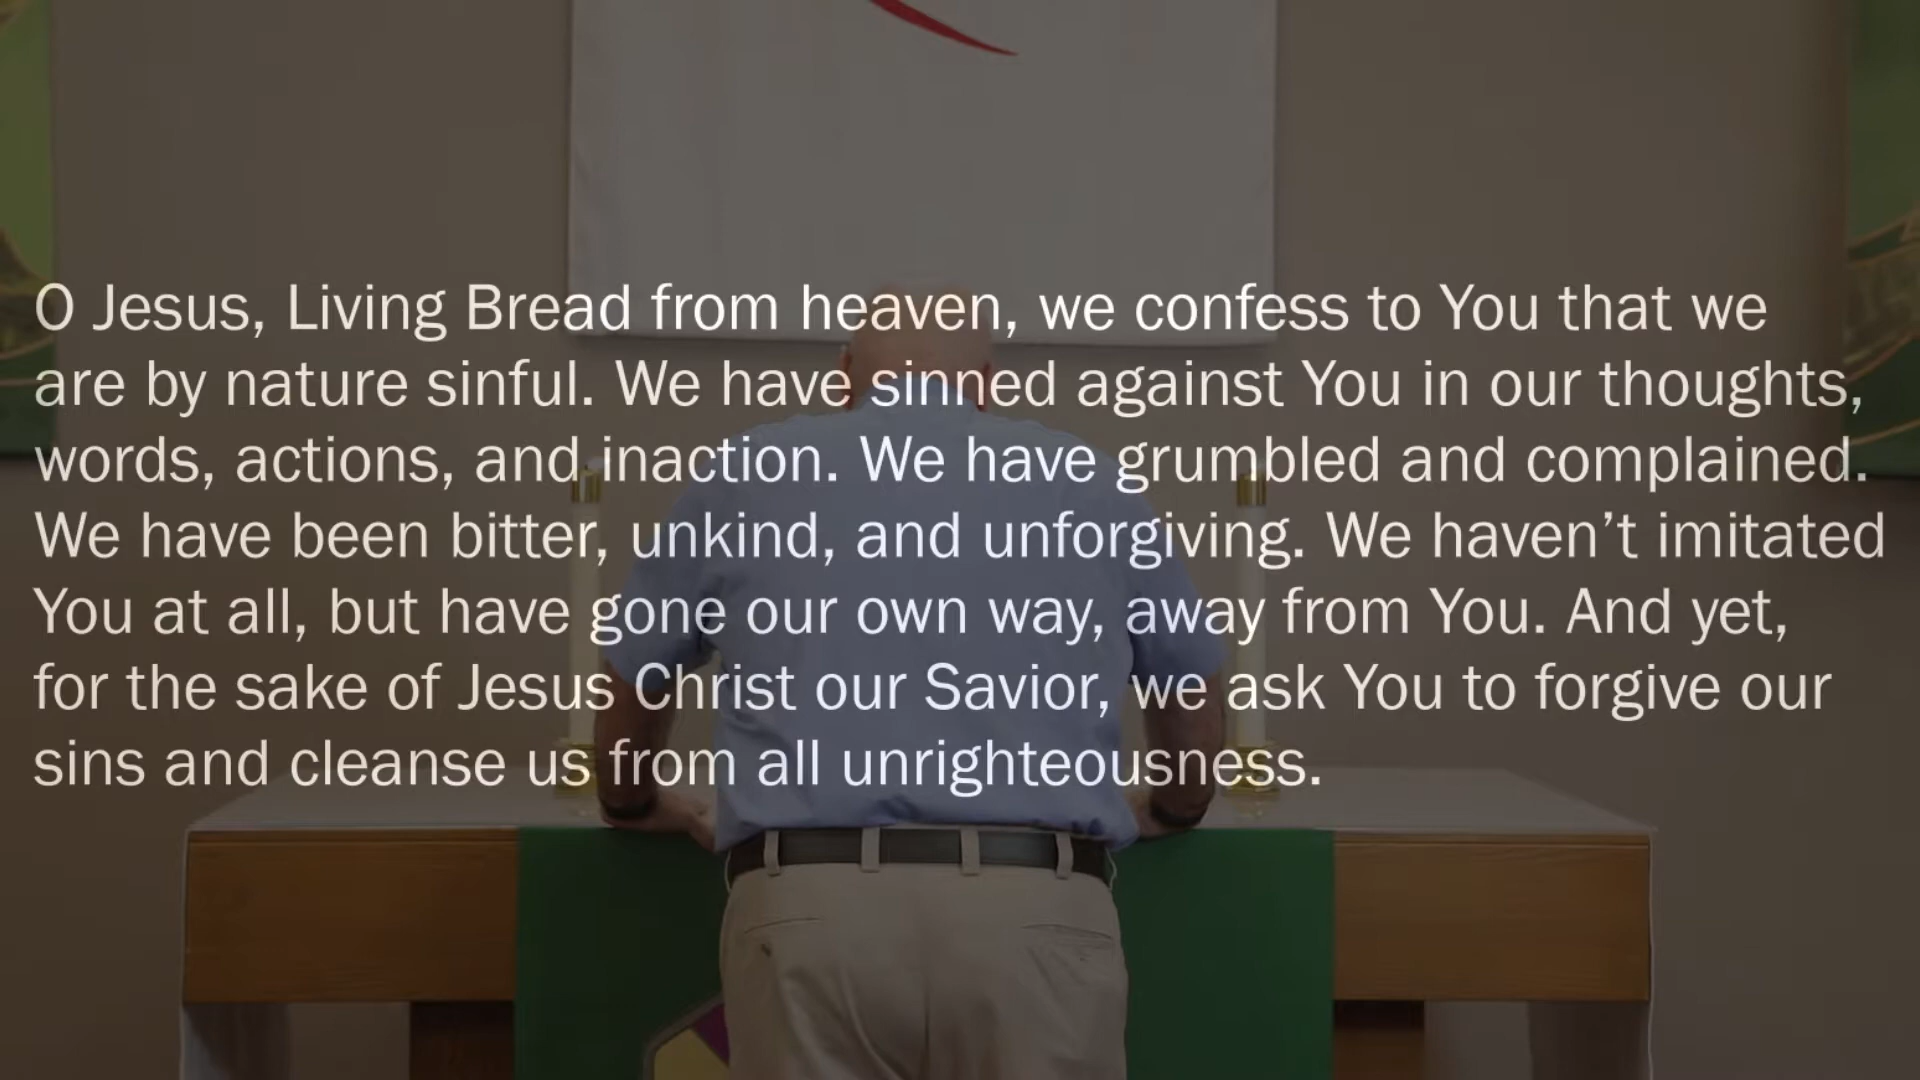 O Jesus, Living Bread from heaven, we confess to You that we
are by nature sinful. We have sinned against You in our thoughts,
words, actions, and inaction. We have grumbled and complained.
We have been bitter, unkind, and unforgiving. We haven’t imitated
You at all, but have gone our own way, away from You. And yet,
for the sake of Jesus Christ our Savior, we ask You to forgive our
sins and cleanse us from all unrighteousness.